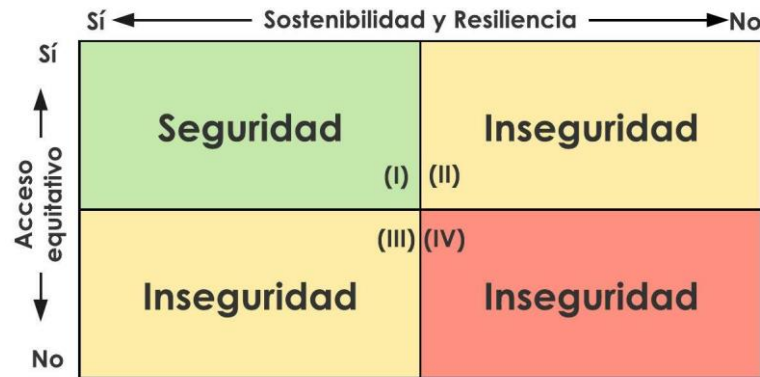 Sí Sostenibilidad y Resiliencia No
Sí
Acceso
equitativo
No
Seguridad
(I)
Inseguridad
(II)
Inseguridad
(III)
Inseguridad
(IV)